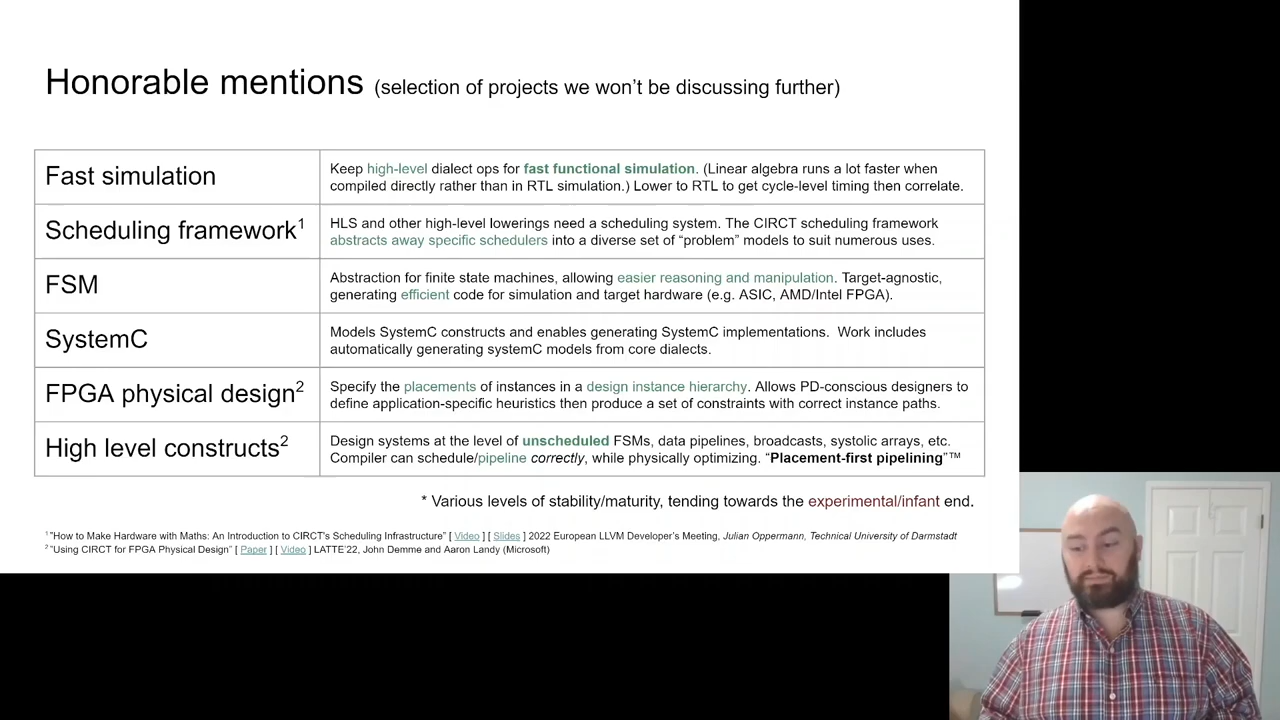 Honorable mentions (selection of projects we won't be discussing further)
Fast simulation
Keep high-level dialect ops for fast functional simulation. (Linear algebra runs a lot faster when
compiled directly rather than in RTL simulation.) Lower to RTL to get cycle-level timing then correlate.
Scheduling framework¹
HLS and other high-level lowerings need a scheduling system. The CIRCT scheduling framework
abstracts away specific schedulers into a diverse set of “problem” models to suit numerous uses.
FSM
Abstraction for finite state machines, allowing easier reasoning and manipulation. Target-agnostic,
generating efficient code for simulation and target hardware (e.g. ASIC, AMD/Intel FPGA).
SystemC
Models SystemC constructs and enables generating SystemC implementations. Work includes
automatically generating systemC models from core dialects.
FPGA physical design²
Specify the placements of instances in a design instance hierarchy. Allows PD-conscious designers to
define application-specific heuristics then produce a set of constraints with correct instance paths.
High level constructs²
Design systems at the level of unscheduled FSMs, data pipelines, broadcasts, systolic arrays, etc.
Compiler can schedule/pipeline correctly, while physically optimizing. “Placement-first pipelining”™
* Various levels of stability/maturity, tending towards the experimental/infant end.
¹ "How to Make Hardware with Maths: An Introduction to CIRCT's Scheduling Infrastructure" [ Video ] [ Slides ] 2022 European LLVM Developer's Meeting, Julian Oppermann, Technical University of Darmstadt
² "Using CIRCT for FPGA Physical Design" [ Paper ] [ Video ] LATTE'22, John Demme and Aaron Landy (Microsoft)